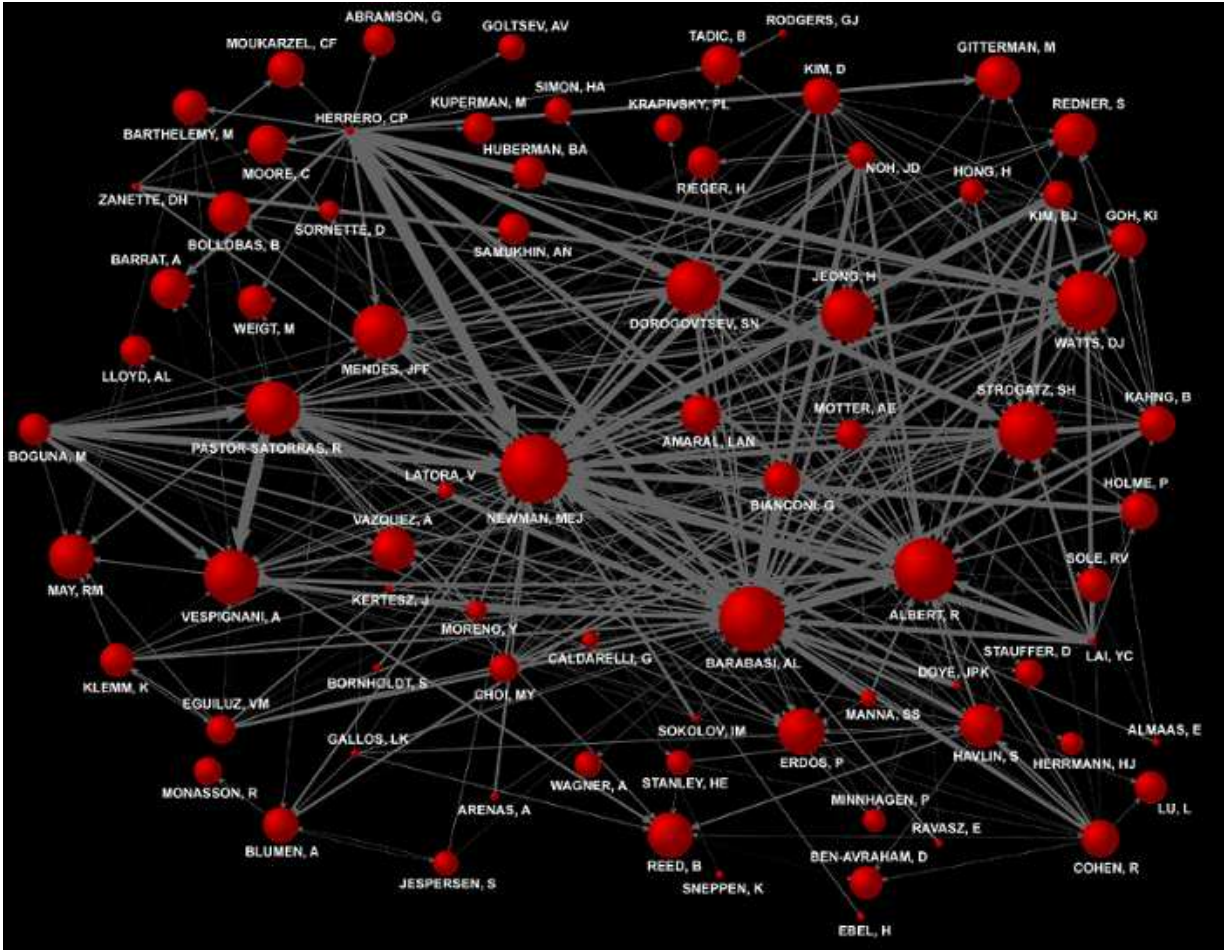 ABRAMSON, G
RODGERS, GJ
GOLTSEV, AV
TADIC, B
MOUKARZEL, CF
GITTERMAN, M
KIM, D
SIMON, HA
KUPERMAN, M
KRAPIVSKY, PL
REDNER, S
HERRERO, CP
BARTHELEMY, M
HUBERMAN, BA
MOORE, C
NOH, JD
HONG, H
RIEGER, H
ZANETTE, DH
KIM, BJ
GOH, KI
SORNETTE, D
BOLLOBAS, B
SAMUKHIN, AN
BARRAT, A
JEONG, H
DOROGOVTSEV, SN
WEIGT, M
WATTS, DJ
MENDES, JFF
LLOYD, AL
STROGATZ, SH
KAHNG, B
MOTTER, AE
AMARAL, LAN
PASTOR-SATORRAS, R
BOGUNA, M
LATORA, V
HOLME, P
BIANCONI, G
NEWMAN, MEJ
VAZQUEZ, A
SOLE, RV
MAY, RM
KERTESZ, J
VESPIGNANI, A
ALBERT, R
MORENO, Y
STAUFFER, D
LAI, YC
CALDARELLI, G
BARABASI, AL
DOYE, JPK
BORNHOLDT, S
KLEMM, K
CHOI, MY
EGUILUZ, VM
MANNA, SS
SOKOLOV, IM
ALMAAS, E
GALLOS, LK
HAVLIN, S
ERDOS, P
HERRMANN, HJ
STANLEY, HE
WAGNER, A
MONASSON, R
MINNHAGEN, P
LU, L
ARENAS, A
RAVASZ, E
BLUMEN, A
BEN-AVRAHAM, D
REED, B
COHEN, R
JESPERSEN, S
SNEPPEN, K
EBEL, H